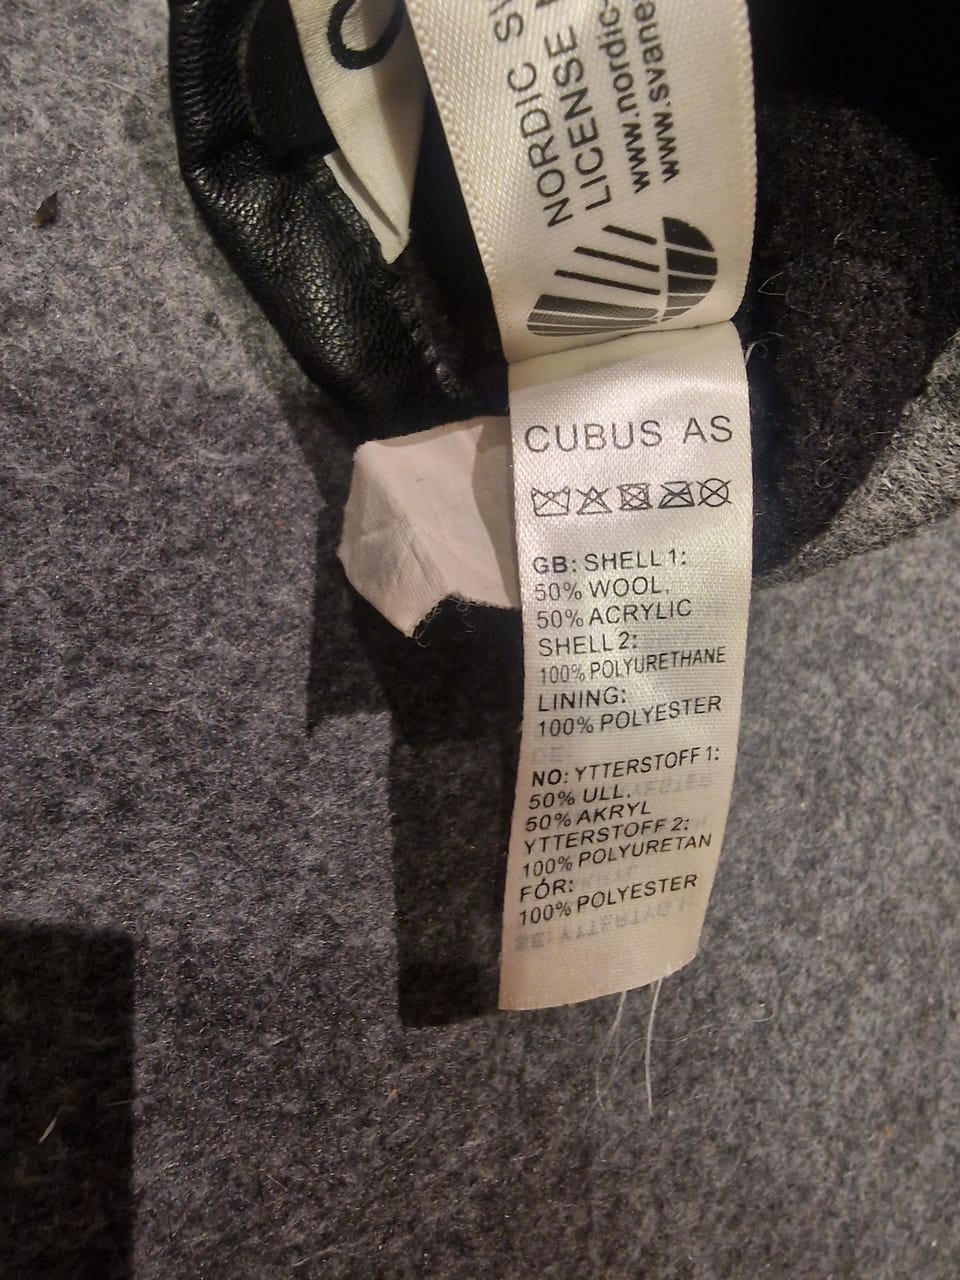 NORDIC
LICENSE
www.nordic-
www.svane
CUBUS AS
GB: SHELL 1:
50% WOOL,
50% ACRYLIC
SHELL 2:
100% POLYURETHANE
LINING:
100% POLYESTER
NO: YTTERSTOFF 1:
50% ULL,
50% AKRYL
YTTERSTOFF 2:
100% POLYURETAN
FÓR:
100% POLYESTER